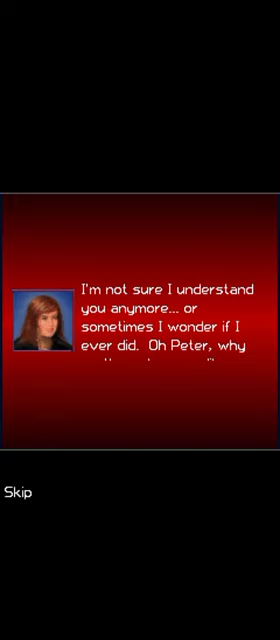 I'm not sure I understand
you anymore... or
sometimes I wonder if I
ever did.  Oh Peter, why
Skip